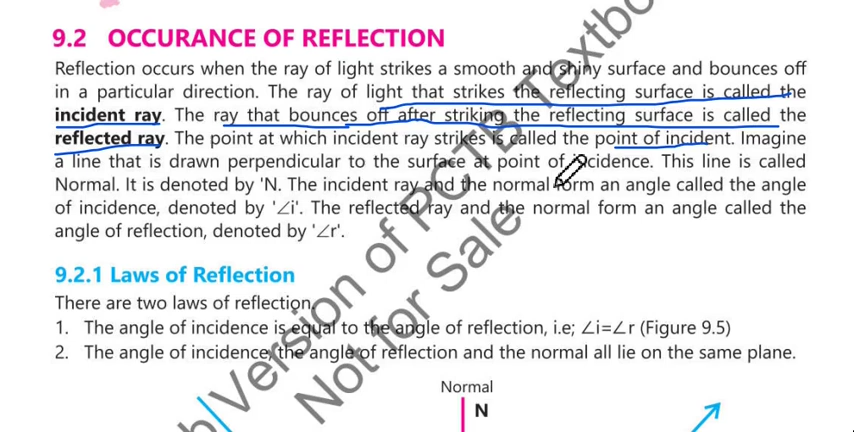 9.2 OCCURANCE OF REFLECTION
Reflection occurs when the ray of light strikes a smooth and shiny surface and bounces off
in a particular direction. The ray of light that strikes the reflecting surface is called the
incident ray. The ray that bounces off after striking the reflecting surface is called the
reflected ray. The point at which incident ray strikes is called the point of incident. Imagine
a line that is drawn perpendicular to the surface at point of incidence. This line is called
Normal. It is denoted by 'N. The incident ray and the normal form an angle called the angle
of incidence, denoted by '∠i'. The reflected ray and the normal form an angle called the
angle of reflection, denoted by '∠r'.
9.2.1 Laws of Reflection
There are two laws of reflection.
1. The angle of incidence is equal to the angle of reflection, i.e; ∠i=∠r (Figure 9.5)
2. The angle of incidence, the angle of reflection and the normal all lie on the same plane.
Normal
N
Version of PCTB Textbo
Not for Sale